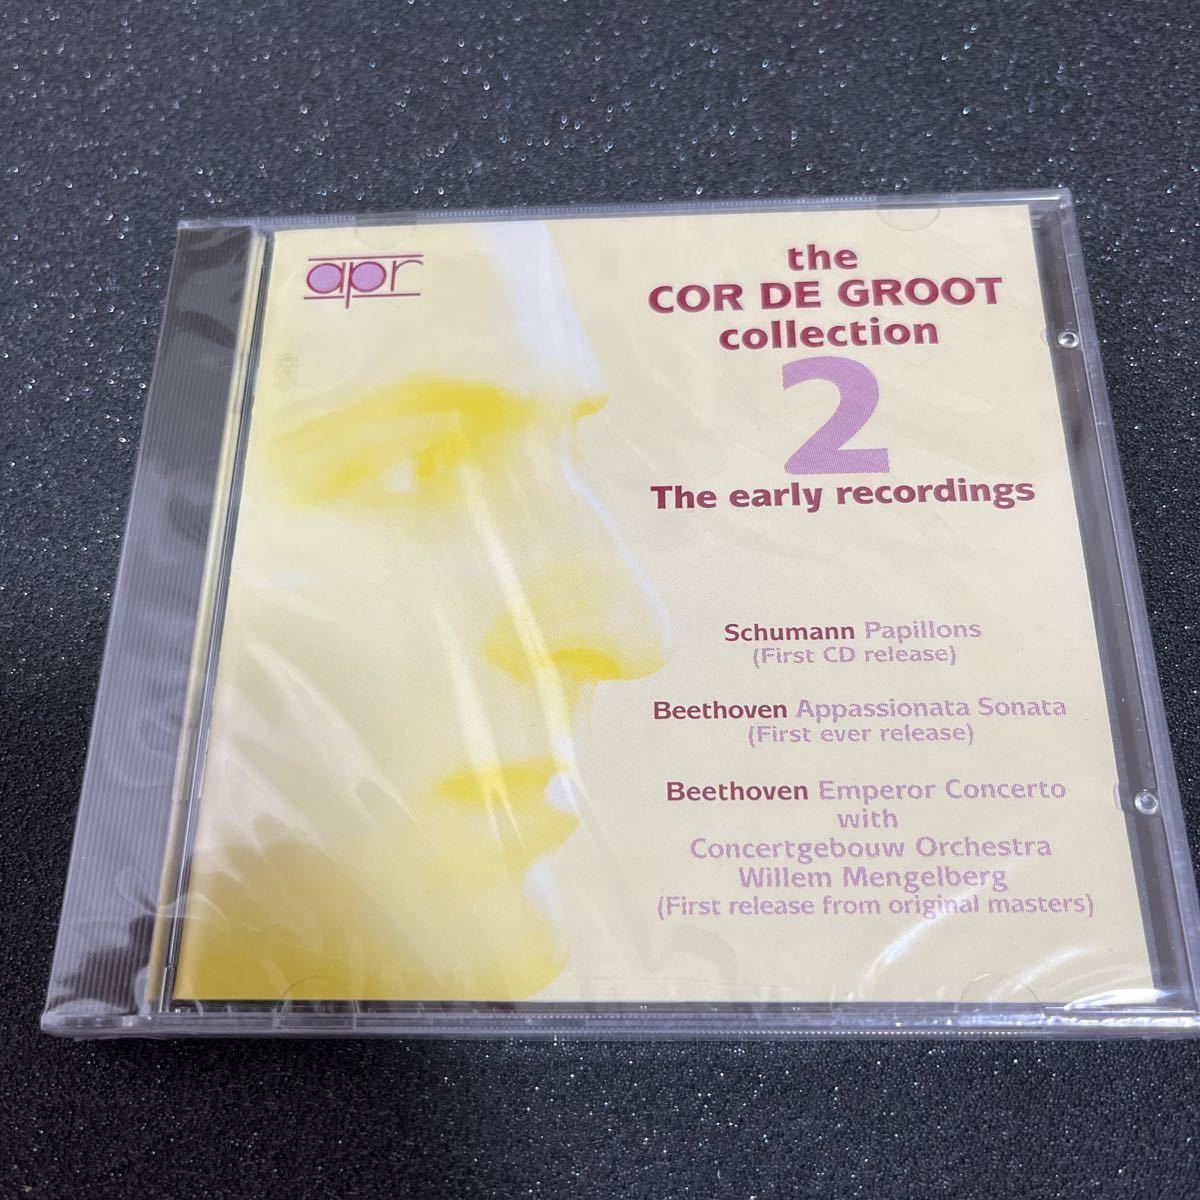 apr
the
COR DE GROOT
collection
2
The early recordings
Schumann Papillons
(First CD release)
Beethoven Appassionata Sonata
(First ever release)
Beethoven Emperor Concerto
with
Concertgebouw Orchestra
Willem Mengelberg
(First release from original masters)